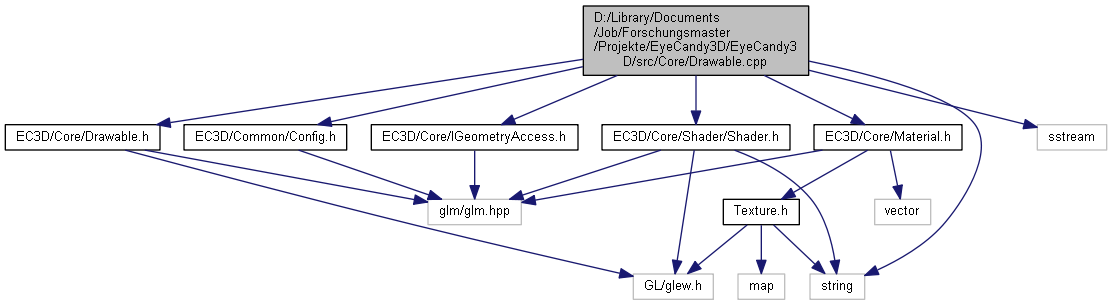 D:/Library/Documents
/Job/Forschungsmaster
/Projekte/EyeCandy3D/EyeCandy3
D/src/Core/Drawable.cpp
EC3D/Core/Drawable.h
EC3D/Common/Config.h
EC3D/Core/IGeometryAccess.h
EC3D/Core/Shader/Shader.h
EC3D/Core/Material.h
sstream
glm/glm.hpp
Texture.h
vector
GL/glew.h
map
string